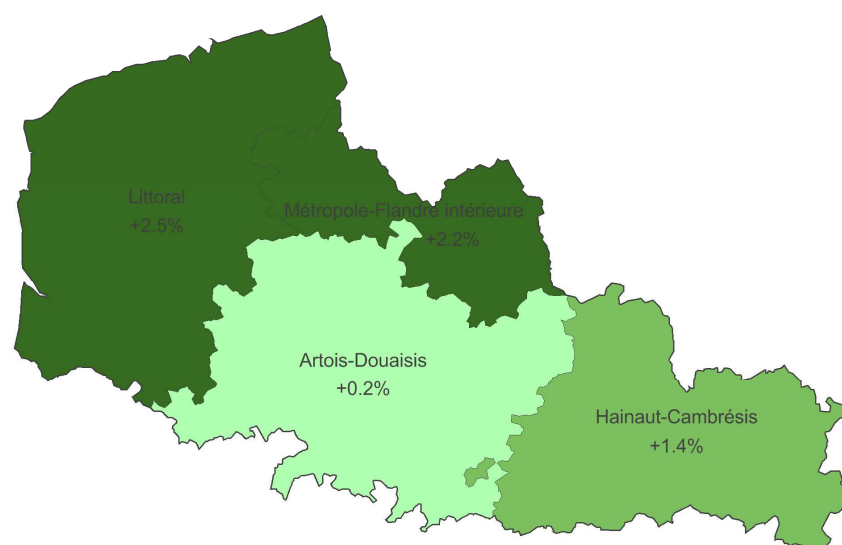 Littoral
+2.5%
Métropole-Flandre intérieure
+2.2%
Artois-Douaisis
+0.2%
Hainaut-Cambrésis
+1.4%